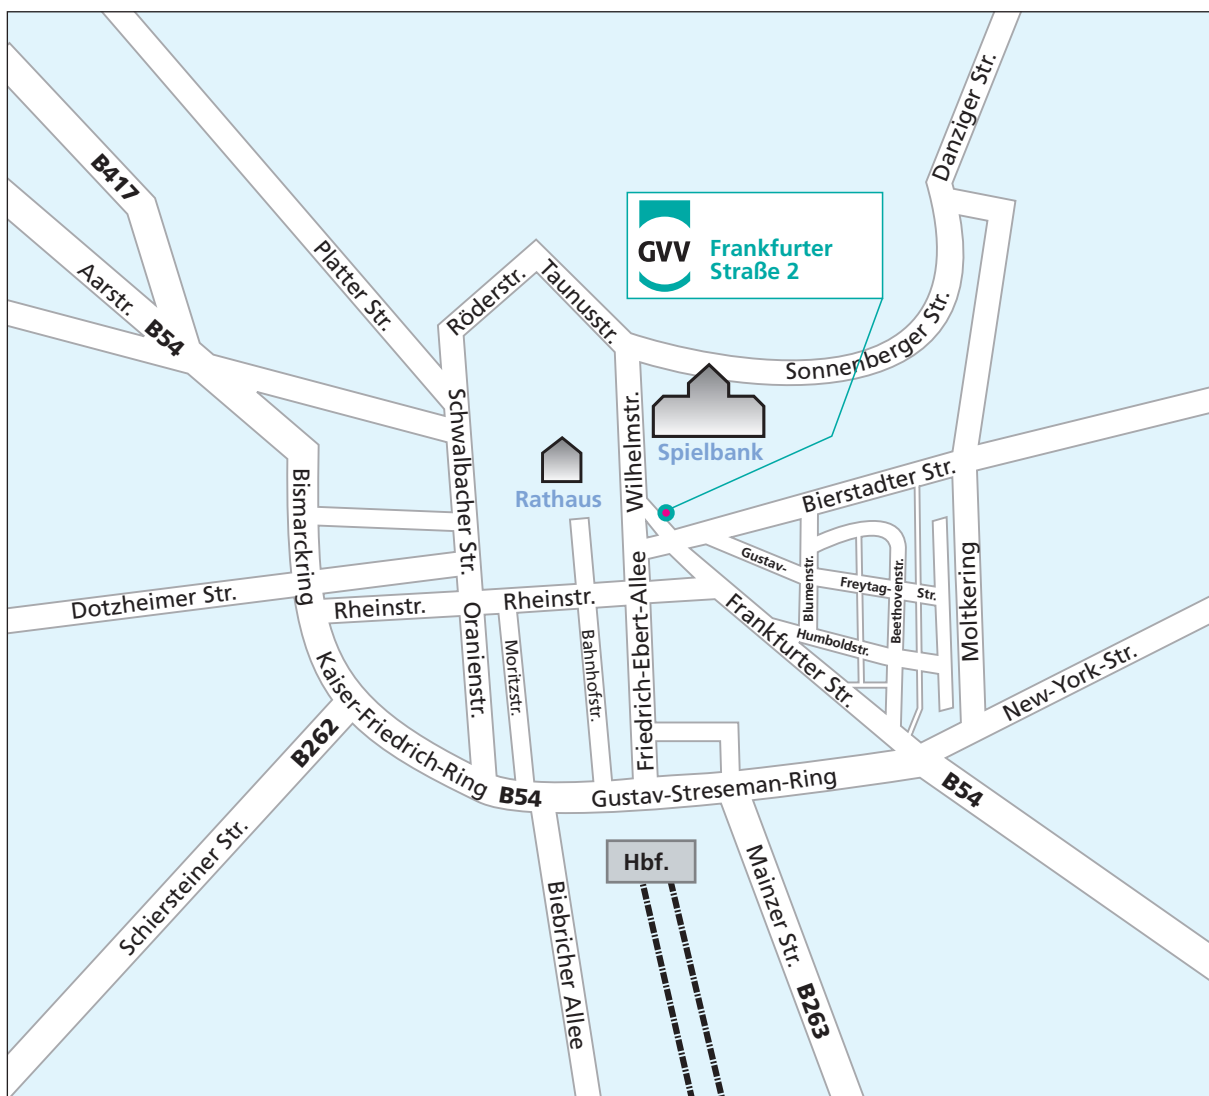 Danziger Str.
B417
Platter Str.
Aarstr.
B54
Röderstr.
Taunusstr.
GVV
Frankfurter
Straße 2
Sonnenberger Str.
Schwalbacher Str.
Wilhelmstr.
Spielbank
Rathaus
Bierstadter Str.
Bismarckring
Dotzheimer Str.
Rheinstr.
Rheinstr.
Oranienstr.
Moritzstr.
Bahnhofstr.
Friedrich-Ebert-Allee
Gustav-
Freytag-
Str.
Blumenstr.
Beethovenstr.
Humboldtstr.
Frankfurter Str.
Moltkering
New-York-Str.
Kaiser-Friedrich-Ring
B262
B54
Gustav-Streseman-Ring
B54
Schiersteiner Str.
Hbf.
Biebricher Allee
Mainzer Str.
B263